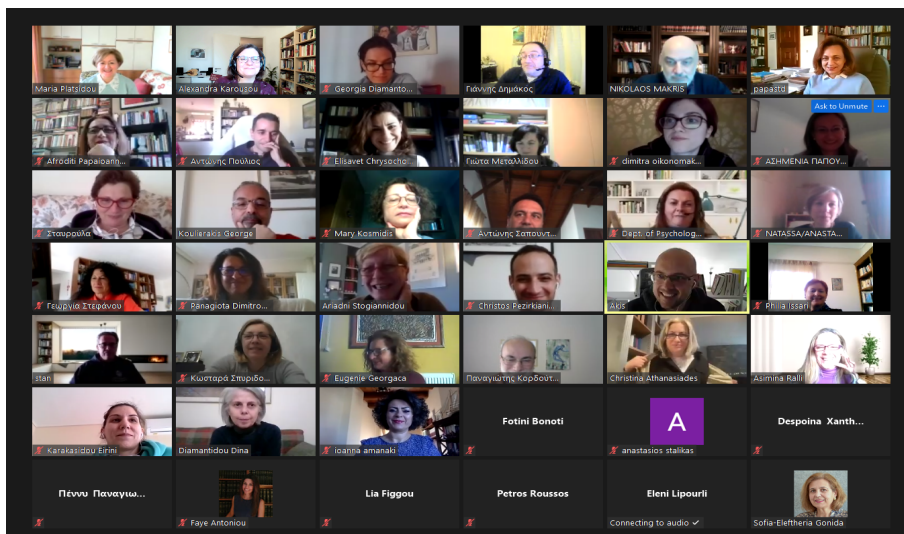 Maria Platsidou
Alexandra Karousou
Georgia Diamanto...
Γιάννης Δημάκος
NIKOLAOS MAKRIS
papastd
Ask to Unmute ...
Afroditi Papaioann...
Αντώνης Πούλιος
Elisavet Chrysocho...
Γιώτα Μεταλλίδου
dimitra oikonomak...
ΑΣΗΜΕΝΙΑ ΠΑΠΟΥ...
Σταυρούλα
Koulierakis George
Mary Kosmidis
Αντώνης Σαπουντ...
Dept. of Psycholog...
NATASSA/ANASTA...
Γεωργία Στεφάνου
Panagiota Dimitro...
Ariadni Stogiannidou
Christos Pezirkiani...
Akis
Philia Issari
stan
Κωσταρά Σπυριδο...
Eugenie Georgaca
Παναγιώτης Κορδουτ...
Christina Athanasiades
Asimina Ralli
Karakasidou Eirini
Diamantidou Dina
ioanna amanaki
Fotini Bonoti
A
anastasios stalikas
Despoina Xanth...
Πέννυ Παναγιω...
Faye Antoniou
Lia Figgou
Petros Roussos
Eleni Lipourli
Connecting to audio ✓
Sofia-Eleftheria Gonida